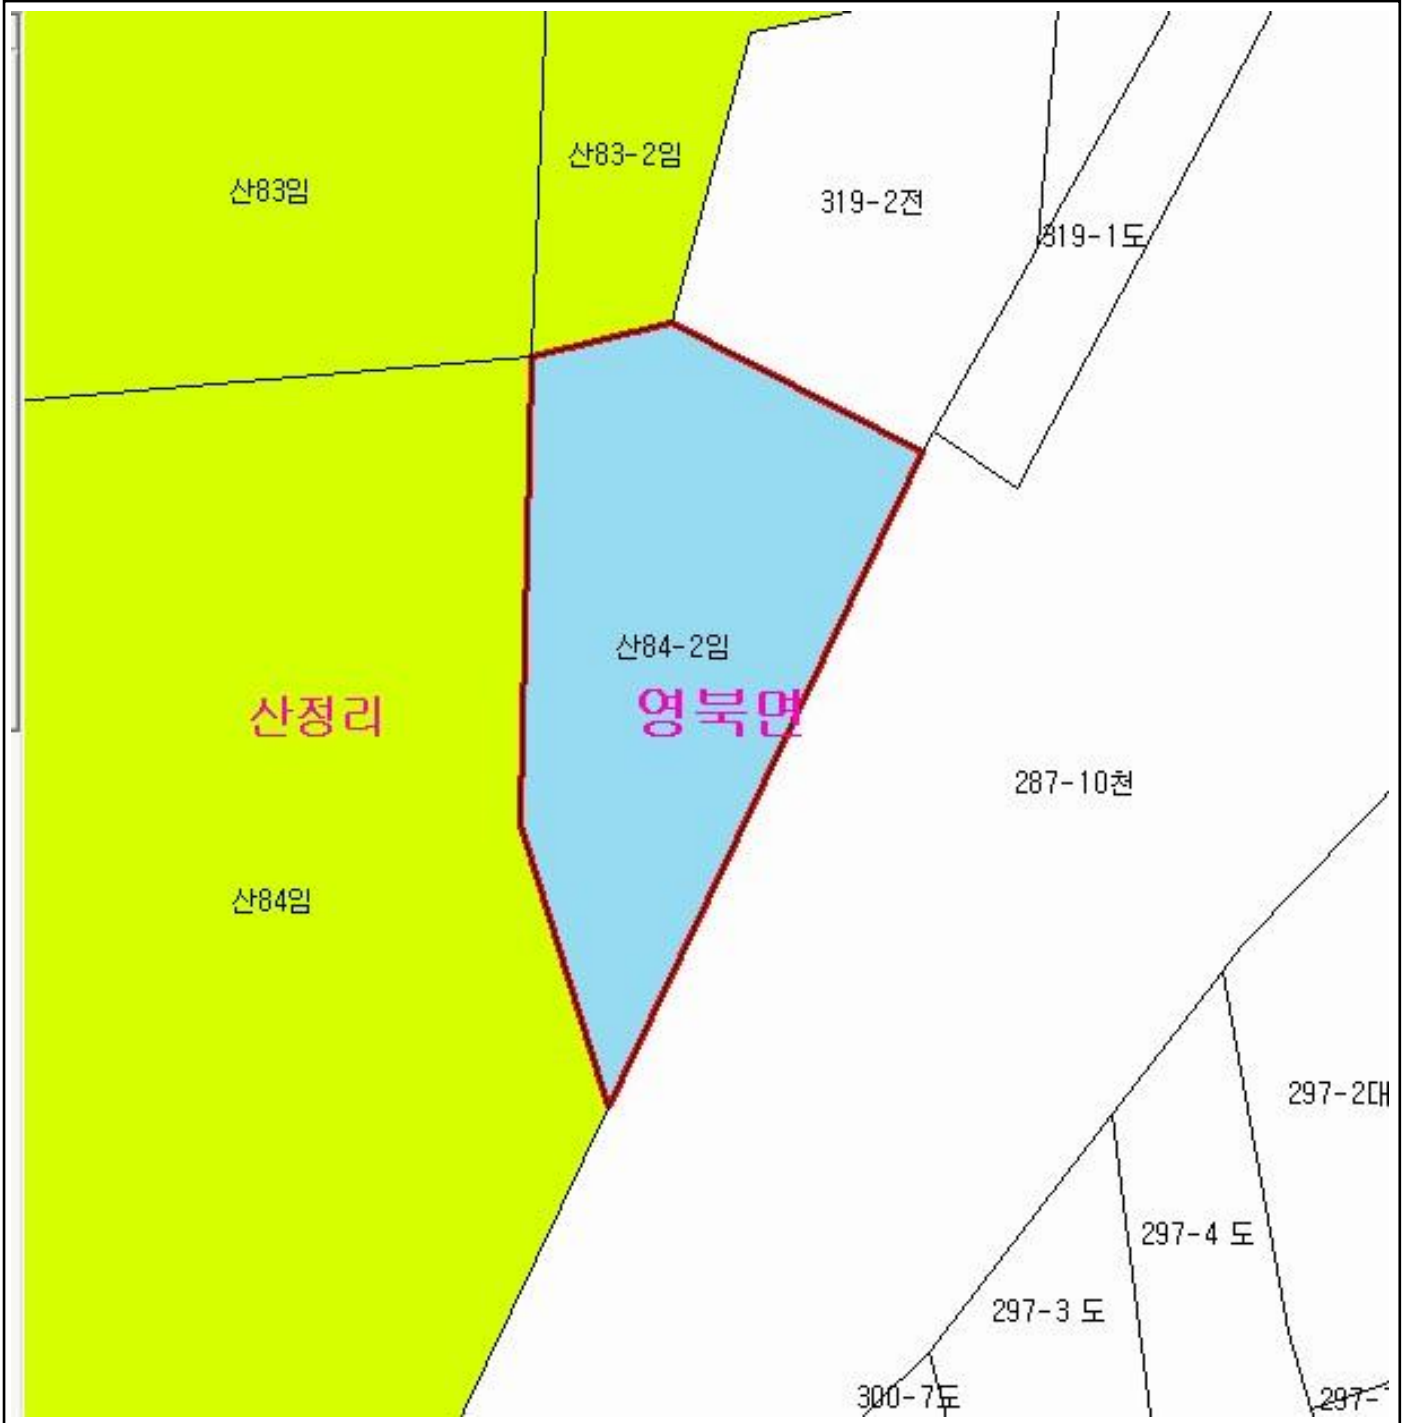 산83-2임
산83임
319-2전
319-1도
산84-2임
산정리
영북면
287-10천
산84임
297-2대
297-4 도
297-3 도
300-7도
297-